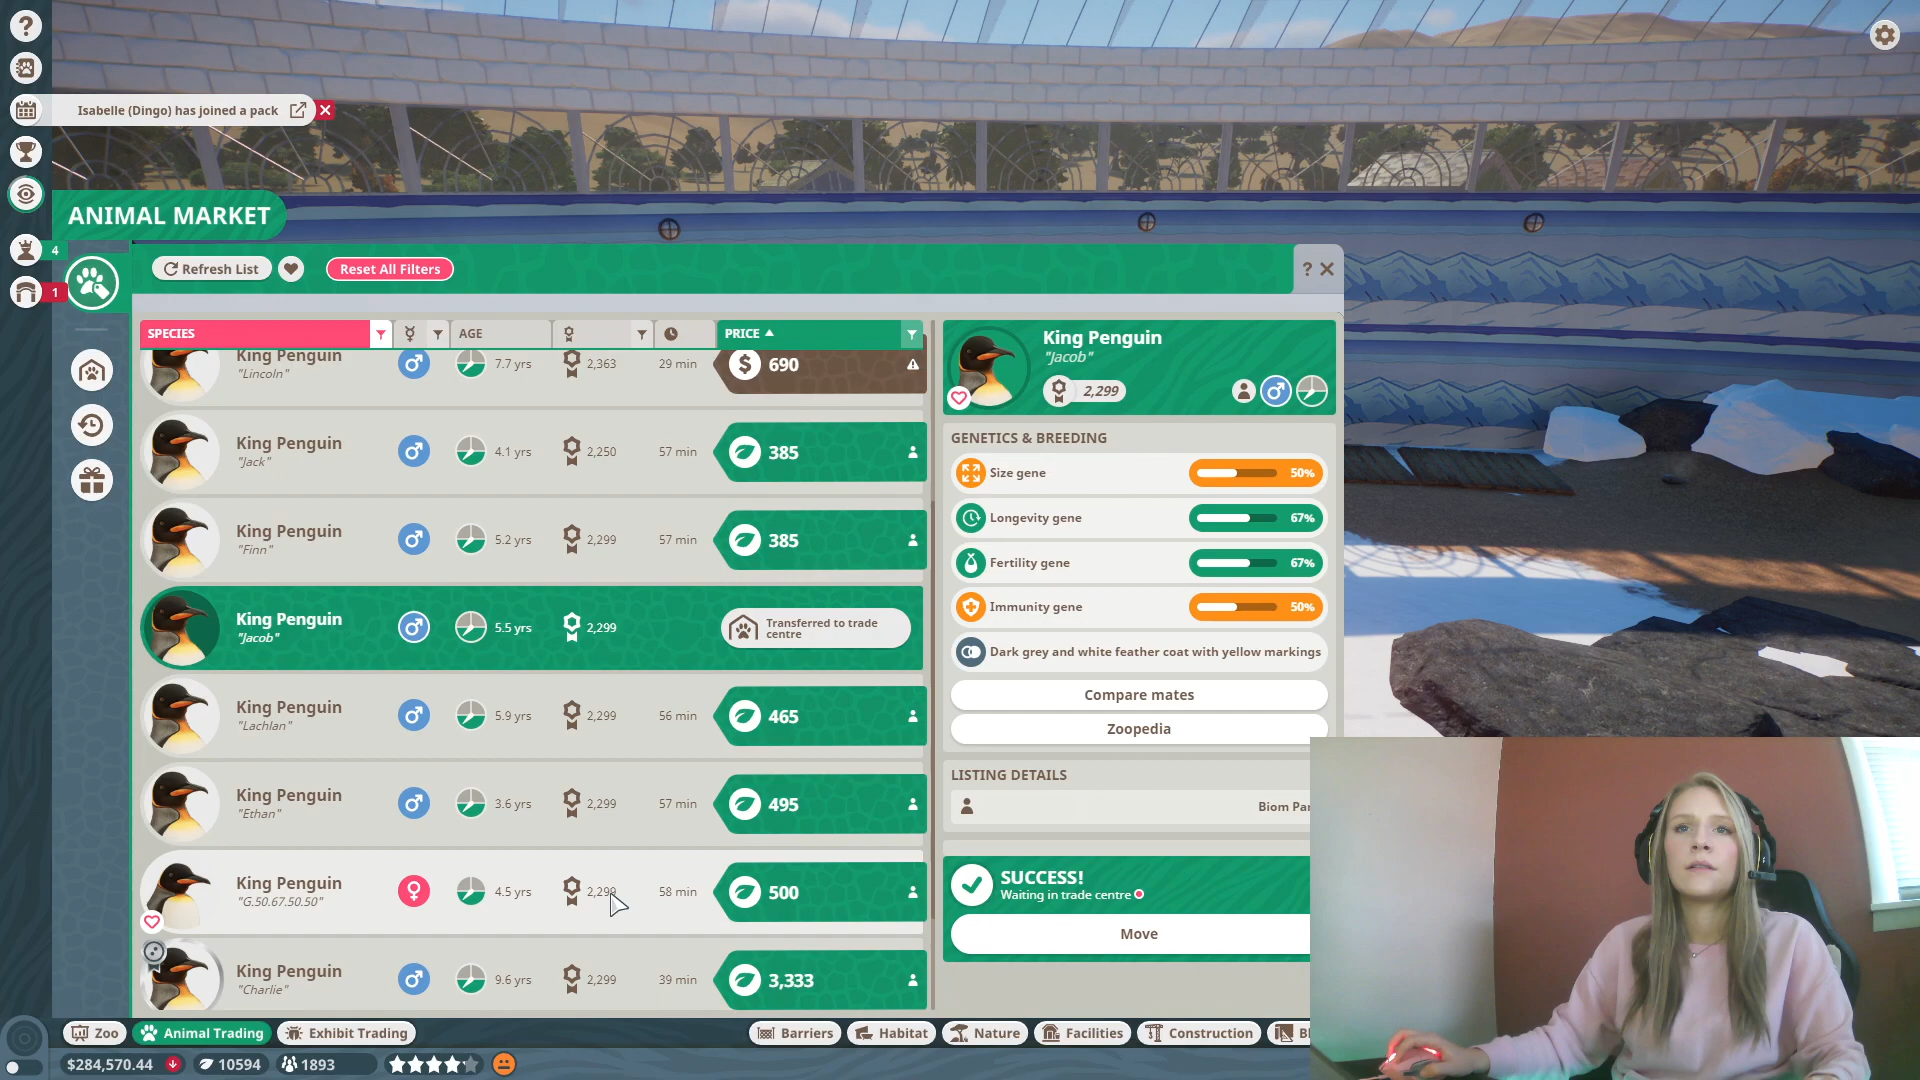 Isabelle (Dingo) has joined a pack
ANIMAL MARKET
4
1
Refresh List
Reset All Filters
?
SPECIES
AGE
PRICE
King Penguin
"Lincoln"
7.7 yrs
2,363
29 min
690
King Penguin
"Jack"
4.1 yrs
2,250
57 min
385
King Penguin
"Finn"
5.2 yrs
2,299
57 min
385
King Penguin
"Jacob"
5.5 yrs
2,299
Transferred to trade
centre
King Penguin
"Lachlan"
5.9 yrs
2,299
56 min
465
King Penguin
"Ethan"
3.6 yrs
2,299
57 min
495
King Penguin
"G.50.67.50.50"
4.5 yrs
2,299
58 min
500
King Penguin
"Charlie"
9.6 yrs
2,299
39 min
3,333
King Penguin
"Jacob"
2,299
GENETICS & BREEDING
Size gene
50%
Longevity gene
67%
Fertility gene
67%
Immunity gene
50%
Dark grey and white feather coat with yellow markings
Compare mates
Zoopedia
LISTING DETAILS
Biom Par
SUCCESS!
Waiting in trade centre
Move
Zoo
Animal Trading
Exhibit Trading
Barriers
Habitat
Nature
Facilities
Construction
Bl
$284,570.44
10594
1893